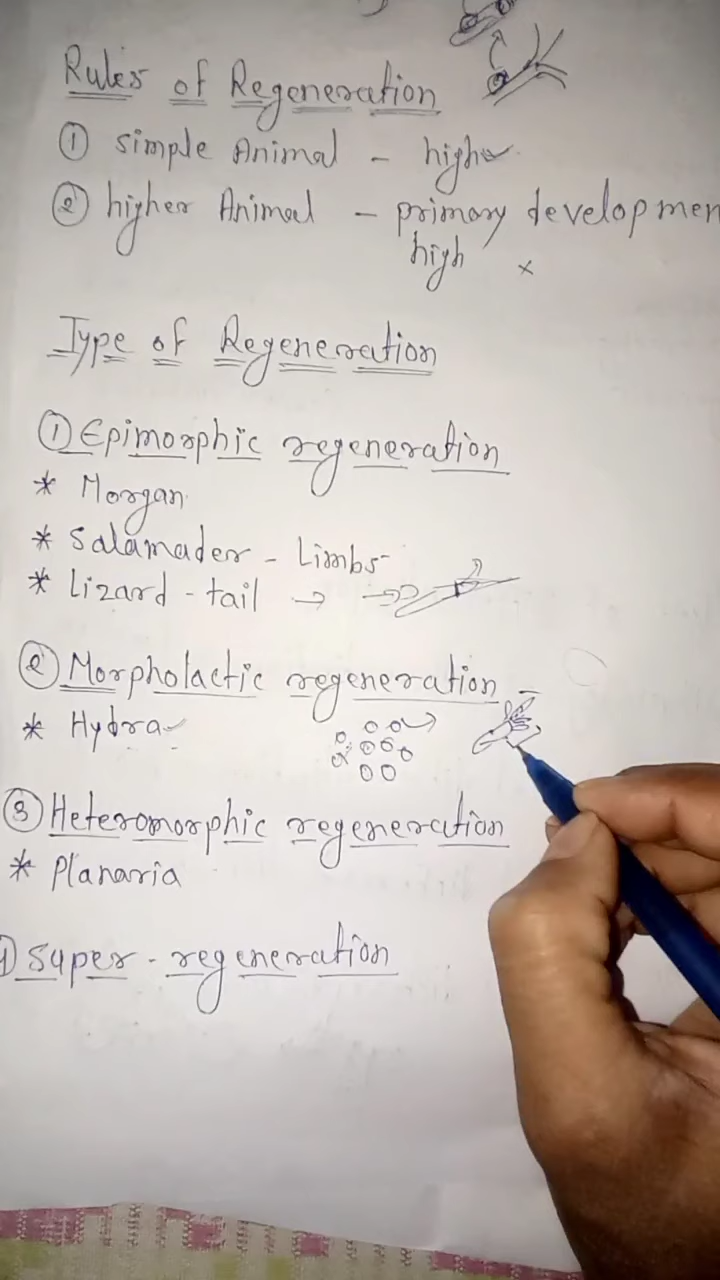 Rules of Regeneration
① simple Animal - high
② higher Animal - primary developmen
high ×
Type of Regeneration
① Epimorphic regeneration
* Morgan
* Salamader - Limbs
* Lizard - tail →
② Morpholactic regeneration -
* Hydra
③ Heteromorphic regeneration
* Planaria
④ Super - regeneration